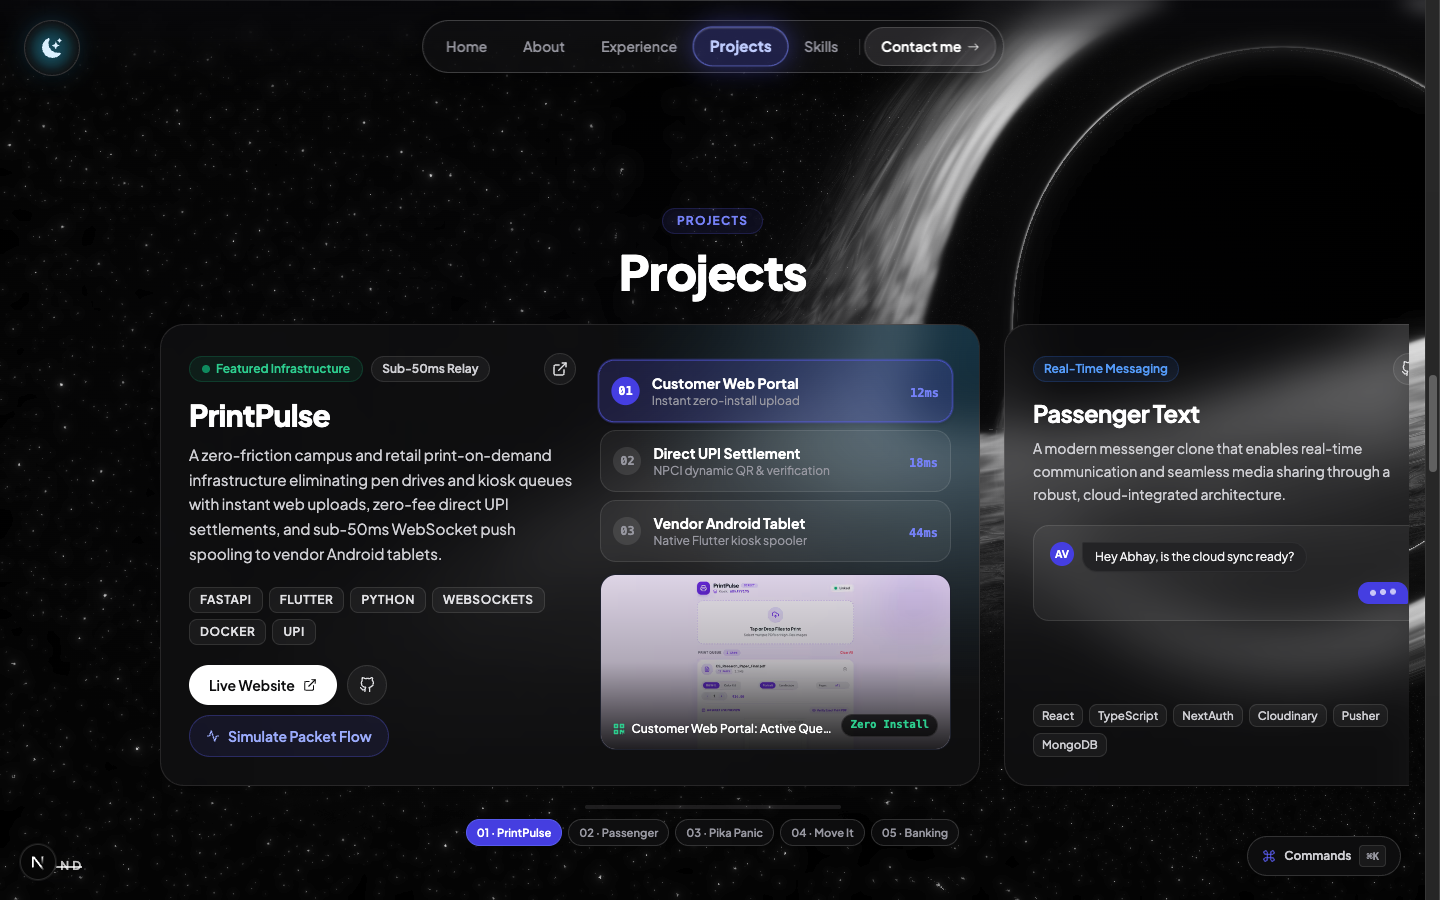 Home
About
Experience
Projects
Skills
Contact me →
PROJECTS
Projects
Featured Infrastructure
Sub-50ms Relay
PrintPulse
A zero-friction campus and retail print-on-demand
infrastructure eliminating pen drives and kiosk queues
with instant web uploads, zero-fee direct UPI
settlements, and sub-50ms WebSocket push
spooling to vendor Android tablets.
FASTAPI
FLUTTER
PYTHON
WEBSOCKETS
DOCKER
UPI
Live Website
Simulate Packet Flow
01
Customer Web Portal
Instant zero-install upload
12ms
02
Direct UPI Settlement
NPCI dynamic QR & verification
18ms
03
Vendor Android Tablet
Native Flutter kiosk spooler
44ms
PrintPulse
Tap or Drop Files to Print
Customer Web Portal: Active Que...
Zero Install
Real-Time Messaging
Passenger Text
A modern messenger clone that enables real-time
communication and seamless media sharing through a
robust, cloud-integrated architecture.
AV
Hey Abhay, is the cloud sync ready?
React
TypeScript
NextAuth
Cloudinary
Pusher
MongoDB
01 · PrintPulse
02 · Passenger
03 · Pika Panic
04 · Move It
05 · Banking
N
ND
⌘ Commands ⌘K